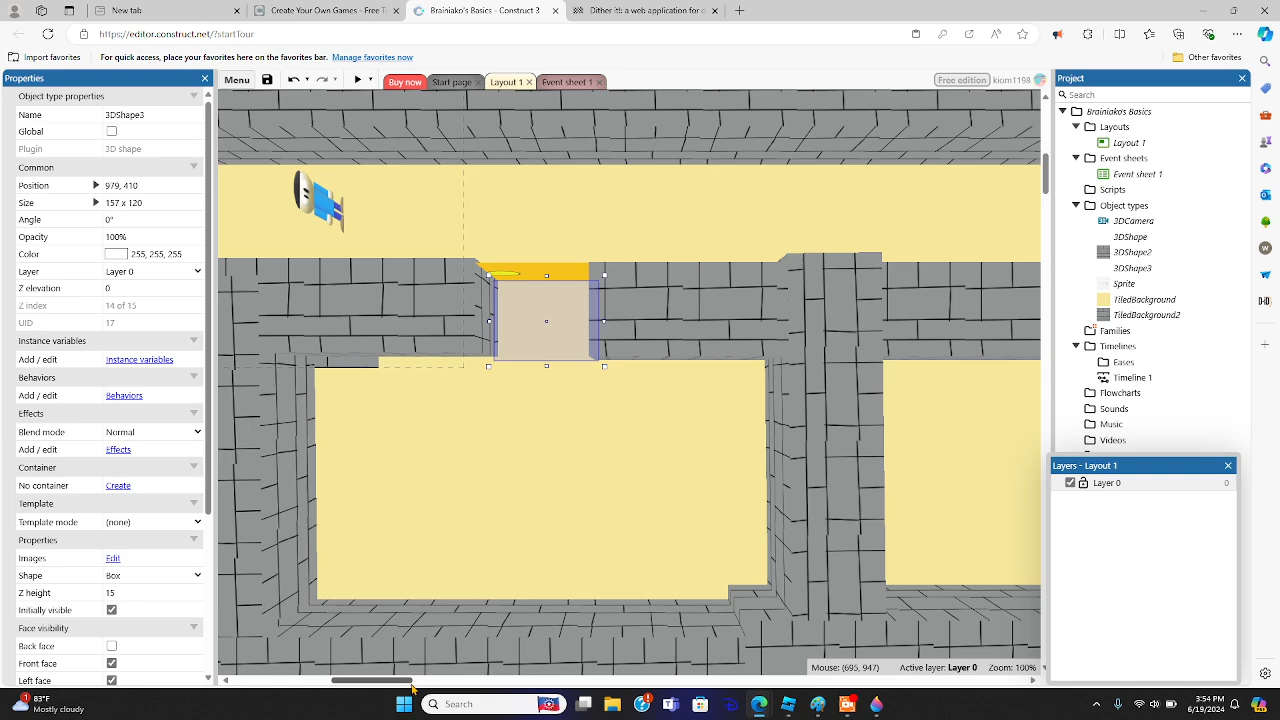 New tab
Create Your Own Games - Free T
Brainiako's Basics - Construct 3
Dither it!: a web application for c
https://editor.construct.net/?startTour
Import favorites
For quick access, place your favorites here on the favorites bar. Manage favorites now
Other favorites
Properties
Menu
Buy now
Start page
Layout 1
Event sheet 1
Free edition
kiom1198
Project
Object type properties
Name 3DShape3
Global
Plugin 3D shape
Common
Position 979, 410
Size 157 x 120
Angle 0°
Opacity 100%
Color 255, 255, 255
Layer Layer 0
Z elevation 0
Z index 14 of 15
UID 17
Instance variables
Add / edit Instance variables
Behaviors
Add / edit Behaviors
Effects
Blend mode Normal
Add / edit Effects
Container
No container Create
Template
Template mode (none)
Properties
Images Edit
Shape Box
Z height 15
Initially visible
Face visibility
Back face
Front face
Left face
Search
Brainiako's Basics
Layouts
Layout 1
Event sheets
Event sheet 1
Scripts
Object types
3DCamera
3DShape
3DShape2
3DShape3
Sprite
TiledBackground
TiledBackground2
Families
Timelines
Eases
Timeline 1
Flowcharts
Sounds
Music
Videos
Layers - Layout 1
Layer 0 0
Mouse: (695, 947) Active layer: Layer 0 Zoom: 100%
1
83°F
Mostly cloudy
Search
3:54 PM
6/19/2024